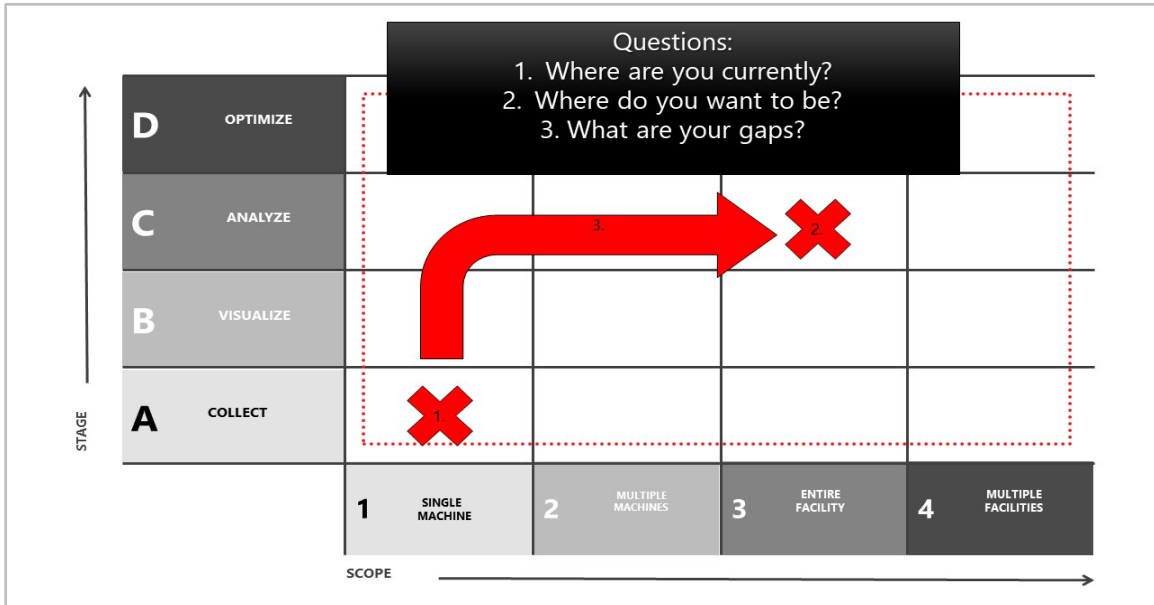 Questions:
1. Where are you currently?
2. Where do you want to be?
3. What are your gaps?
D OPTIMIZE
C ANALYZE
3.
2.
B VISUALIZE
A COLLECT
1.
STAGE
1 SINGLE
MACHINE
2 MULTIPLE
MACHINES
3 ENTIRE
FACILITY
4 MULTIPLE
FACILITIES
SCOPE